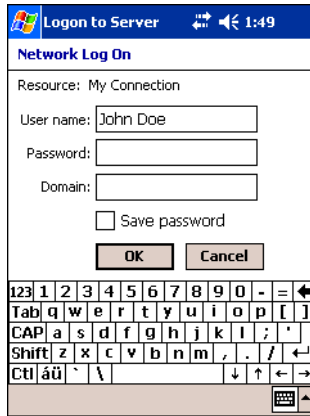 Logon to Server 1:49
Network Log On
Resource: My Connection
User name: John Doe
Password:
Domain:
Save password
OK Cancel
123 1 2 3 4 5 6 7 8 9 0 - = ←
Tab q w e r t y u i o p [ ]
CAP a s d f g h j k l ; '
Shift z x c v b n m , . / ↵
Ctl áü ` \ ↓ ↑ ← →